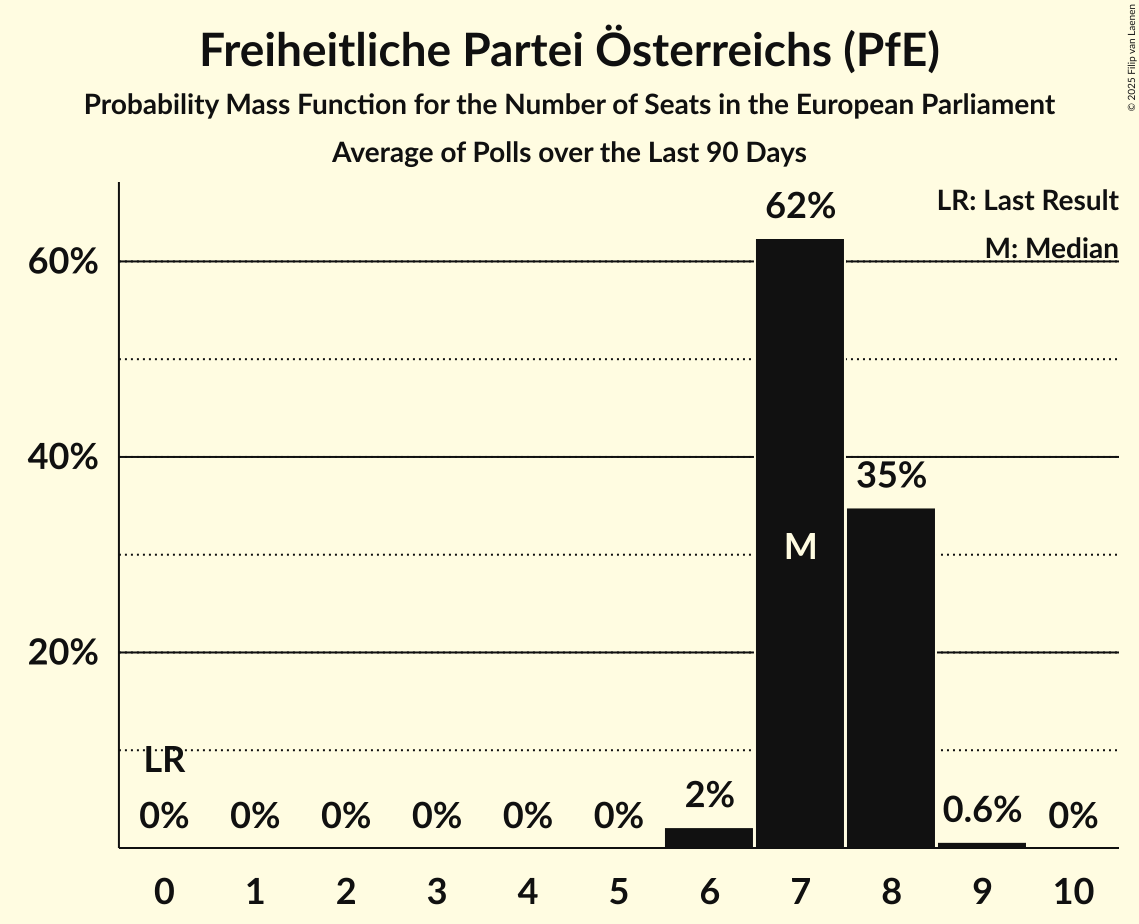 Freiheitliche Partei Österreichs (PfE)
Probability Mass Function for the Number of Seats in the European Parliament
Average of Polls over the Last 90 Days
© 2025 Filip van Laenen
LR: Last Result
M: Median
62%
60%
40%
35%
M
20%
LR
0% 0% 0% 0% 0% 0% 2% 0.6% 0%
0 1 2 3 4 5 6 7 8 9 10